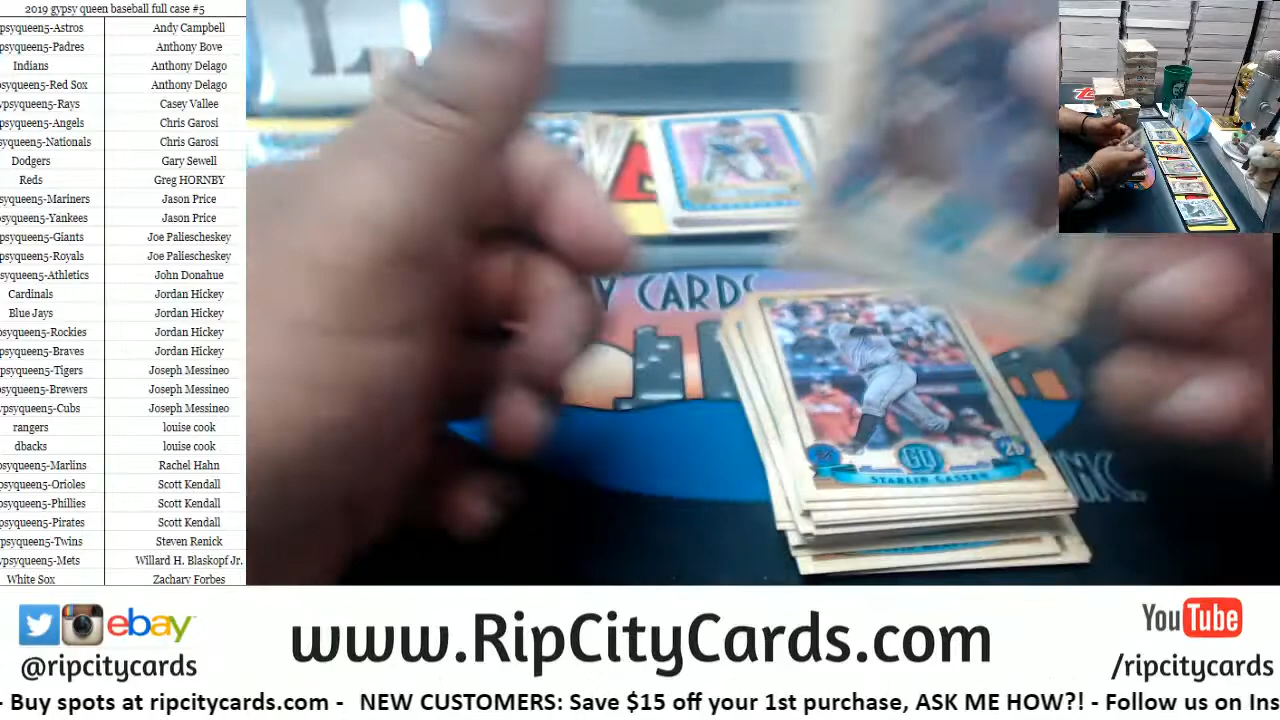 2019 gypsy queen baseball full case #5
psyqueen5-Astros Andy Campbell
psyqueen5-Padres Anthony Bove
Indians Anthony Delago
psyqueen5-Red Sox Anthony Delago
ypsyqueen5-Rays Casey Vallee
psyqueen5-Angels Chris Garosi
psyqueen5-Nationals Chris Garosi
Dodgers Gary Sewell
Reds Greg HORNBY
psyqueen5-Mariners Jason Price
psyqueen5-Yankees Jason Price
psyqueen5-Giants Joe Paliescheskey
psyqueen5-Royals Joe Paliescheskey
psyqueen5-Athletics John Donahue
Cardinals Jordan Hickey
Blue Jays Jordan Hickey
psyqueen5-Rockies Jordan Hickey
psyqueen5-Braves Jordan Hickey
psyqueen5-Tigers Joseph Messineo
psyqueen5-Brewers Joseph Messineo
ypsyqueen5-Cubs Joseph Messineo
rangers louise cook
dbacks louise cook
psyqueen5-Marlins Rachel Hahn
psyqueen5-Orioles Scott Kendall
psyqueen5-Phillies Scott Kendall
psyqueen5-Pirates Scott Kendall
psyqueen5-Twins Steven Renick
ypsyqueen5-Mets Willard H. Blaskopf Jr.
White Sox Zachary Forbes
Y CARDS
GQ
STARLIN CASTRO
ebay
@ripcitycards
www.RipCityCards.com
YouTube
/ripcitycards
- Buy spots at ripcitycards.com - NEW CUSTOMERS: Save $15 off your 1st purchase, ASK ME HOW?! - Follow us on Ins